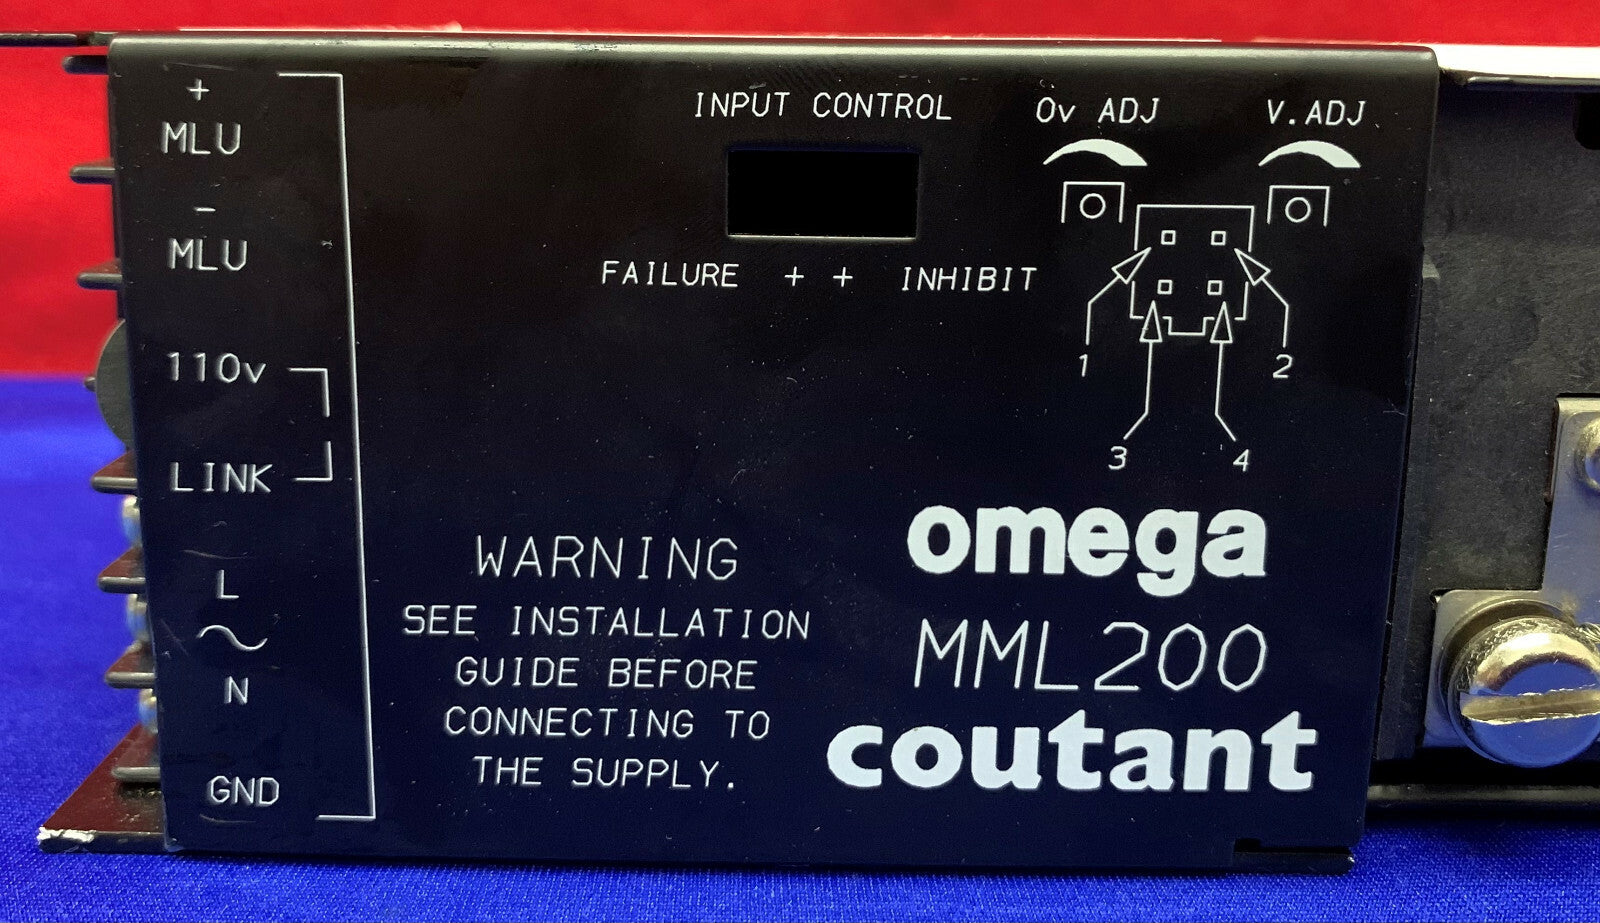 +
MLU
-
MLU
110v
LINK
L
~
N
GND
INPUT CONTROL
FAILURE + + INHIBIT
Ov ADJ
V.ADJ
1
2
3
4
WARNING
SEE INSTALLATION
GUIDE BEFORE
CONNECTING TO
THE SUPPLY.
omega
MML200
coutant